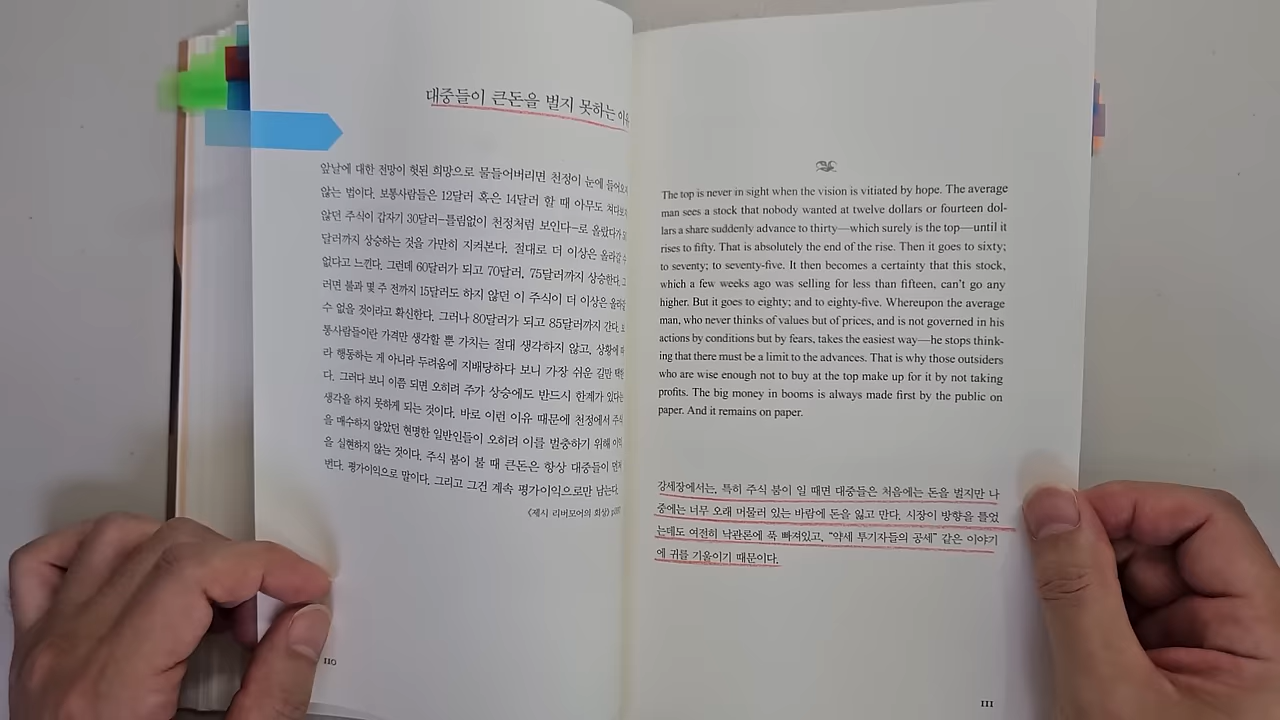 대중들이 큰돈을 벌지 못하는 이유
앞날에 대한 전망이 헛된 희망으로 물들어버리면 천정이 눈에
않는 법이다. 보통사람들은 12달러 혹은 14달러 할 때 아무도
않던 주식이 갑자기 30달러–틀림없이 천정처럼 보인다–로
달러까지 상승하는 것을 가만히 지켜본다. 절대로 더 이상은 올라갈 수
없다고 느낀다. 그런데 60달러가 되고 70달러, 75달러까지 상승한다.
러면 불과 몇 주 전까지 15달러도 하지 않던 이 주식이 더 이상은
수 없을 것이라고 확신한다. 그러나 80달러가 되고 85달러까지 간다.
통사람들이란 가격만 생각할 뿐 가치는 절대 생각하지 않고, 상황에
라 행동하는 게 아니라 두려움에 지배당하다 보니 가장 쉬운 길만
다. 그러다 보니 이쯤 되면 오히려 주가 상승에도 반드시 한계가 있다는
생각을 하지 못하게 되는 것이다. 바로 이런 이유 때문에 천정에서 주식
을 매수하지 않았던 현명한 일반인들이 오히려 이를 벌충하기 위해 이익
을 실현하지 않는 것이다. 주식 붐이 불 때 큰돈은 항상 대중들이 먼저
번다. 평가이익으로 말이다. 그리고 그건 계속 평가이익으로만 남는다.
《제시 리버모어의 회상》
110
The top is never in sight when the vision is vitiated by hope. The average
man sees a stock that nobody wanted at twelve dollars or fourteen dol-
lars a share suddenly advance to thirty—which surely is the top—until it
rises to fifty. That is absolutely the end of the rise. Then it goes to sixty;
to seventy; to seventy-five. It then becomes a certainty that this stock,
which a few weeks ago was selling for less than fifteen, can't go any
higher. But it goes to eighty; and to eighty-five. Whereupon the average
man, who never thinks of values but of prices, and is not governed in his
actions by conditions but by fears, takes the easiest way—he stops think-
ing that there must be a limit to the advances. That is why those outsiders
who are wise enough not to buy at the top make up for it by not taking
profits. The big money in booms is always made first by the public on
paper. And it remains on paper.
강세장에서는, 특히 주식 붐이 일 때면 대중들은 처음에는 돈을 벌지만 나
중에는 너무 오래 머물러 있는 바람에 돈을 잃고 만다. 시장이 방향을 틀었
는데도 여전히 낙관론에 푹 빠져있고, "약세 투기자들의 공세" 같은 이야기
에 귀를 기울이기 때문이다.
111